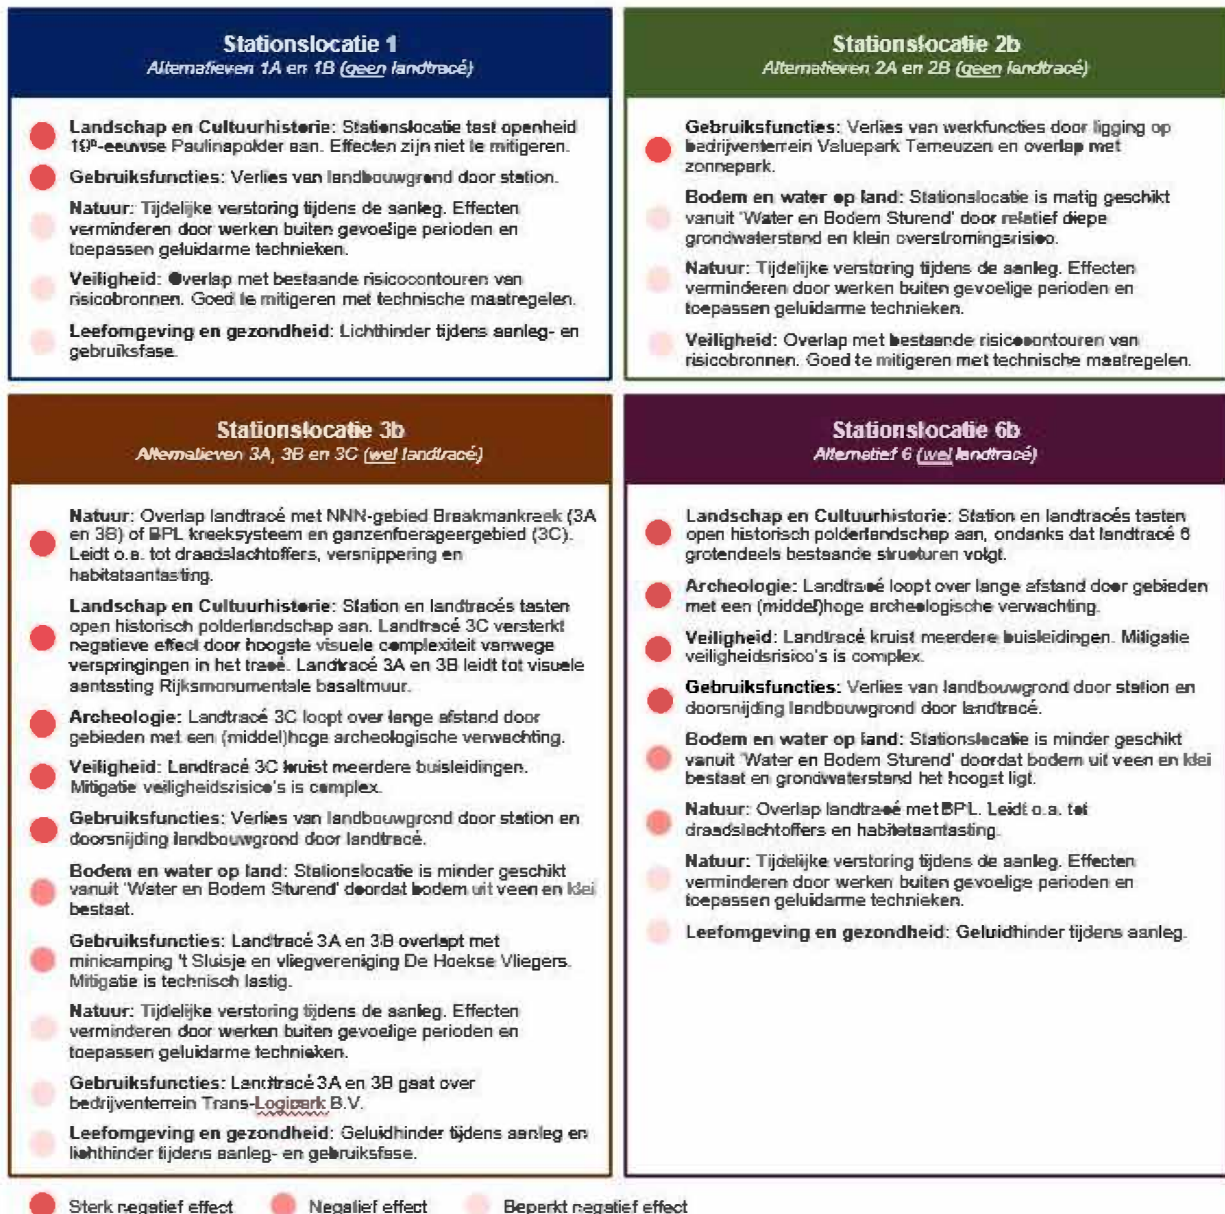 Stationslocatie 1
Alternatieven 1A en 1B (geen landtracé)
Landschap en Cultuurhistorie: Stationslocatie tast openheid
19e-eeuwse Paulinapolder aan. Effecten zijn niet te mitigeren.
Gebruiksfuncties: Verlies van landbouwgrond door station.
Natuur: Tijdelijke verstoring tijdens de aanleg. Effecten
verminderen door werken buiten gevoelige perioden en
toepassen geluidarme technieken.
Veiligheid: Overlap met bestaande risicocontouren van
risicobronnen. Goed te mitigeren met technische maatregelen.
Leefomgeving en gezondheid: Lichthinder tijdens aanleg- en
gebruiksfase.
Stationslocatie 2b
Alternatieven 2A en 2B (geen landtracé)
Gebruiksfuncties: Verlies van werkfuncties door ligging op
bedrijventerrein Valuepark Terneuzen en overlap met
zonnepark.
Bodem en water op land: Stationslocatie is matig geschikt
vanuit 'Water en Bodem Sturend' door relatief diepe
grondwaterstand en klein overstromingsrisico.
Natuur: Tijdelijke verstoring tijdens de aanleg. Effecten
verminderen door werken buiten gevoelige perioden en
toepassen geluidarme technieken.
Veiligheid: Overlap met bestaande risicocontouren van
risicobronnen. Goed te mitigeren met technische maatregelen.
Stationslocatie 3b
Alternatieven 3A, 3B en 3C (wel landtracé)
Natuur: Overlap landtracé met NNN-gebied Braakmankreek (3A
en 3B) of BPL kreeksysteem en ganzenfoerageergebied (3C).
Leidt o.a. tot draadslachtoffers, versnippering en
habitataantasting.
Landschap en Cultuurhistorie: Station en landtracés tasten
open historisch polderlandschap aan. Landtracé 3C versterkt
negatieve effect door hoogste visuele complexiteit vanwege
verspringingen in het tracé. Landtracé 3A en 3B leidt tot visuele
aantasting Rijksmonumentale basaltmuur.
Archeologie: Landtracé 3C loopt over lange afstand door
gebieden met een (middel)hoge archeologische verwachting.
Veiligheid: Landtracé 3C kruist meerdere buisleidingen.
Mitigatie veiligheidsrisico's is complex.
Gebruiksfuncties: Verlies van landbouwgrond door station en
doorsnijding landbouwgrond door landtracé.
Bodem en water op land: Stationslocatie is minder geschikt
vanuit 'Water en Bodem Sturend' doordat bodem uit veen en klei
bestaat.
Gebruiksfuncties: Landtracé 3A en 3B overlapt met
minicamping 't Sluisje en vliegvereniging De Hoekse Vliegers.
Mitigatie is technisch lastig.
Natuur: Tijdelijke verstoring tijdens de aanleg. Effecten
verminderen door werken buiten gevoelige perioden en
toepassen geluidarme technieken.
Gebruiksfuncties: Landtracé 3A en 3B gaat over
bedrijventerrein Trans-Logipark B.V.
Leefomgeving en gezondheid: Geluidhinder tijdens aanleg en
lichthinder tijdens aanleg- en gebruiksfase.
Stationslocatie 6b
Alternatief 6 (wel landtracé)
Landschap en Cultuurhistorie: Station en landtracés tasten
open historisch polderlandschap aan, ondanks dat landtracé 6
grotendeels bestaande structuren volgt.
Archeologie: Landtracé loopt over lange afstand door gebieden
met een (middel)hoge archeologische verwachting.
Veiligheid: Landtracé kruist meerdere buisleidingen. Mitigatie
veiligheidsrisico's is complex.
Gebruiksfuncties: Verlies van landbouwgrond door station en
doorsnijding landbouwgrond door landtracé.
Bodem en water op land: Stationslocatie is minder geschikt
vanuit 'Water en Bodem Sturend' doordat bodem uit veen en klei
bestaat en grondwaterstand het hoogst ligt.
Natuur: Overlap landtracé met BPL. Leidt o.a. tot
draadslachtoffers en habitataantasting.
Natuur: Tijdelijke verstoring tijdens de aanleg. Effecten
verminderen door werken buiten gevoelige perioden en
toepassen geluidarme technieken.
Leefomgeving en gezondheid: Geluidhinder tijdens aanleg.
Sterk negatief effect
Negatief effect
Beperkt negatief effect